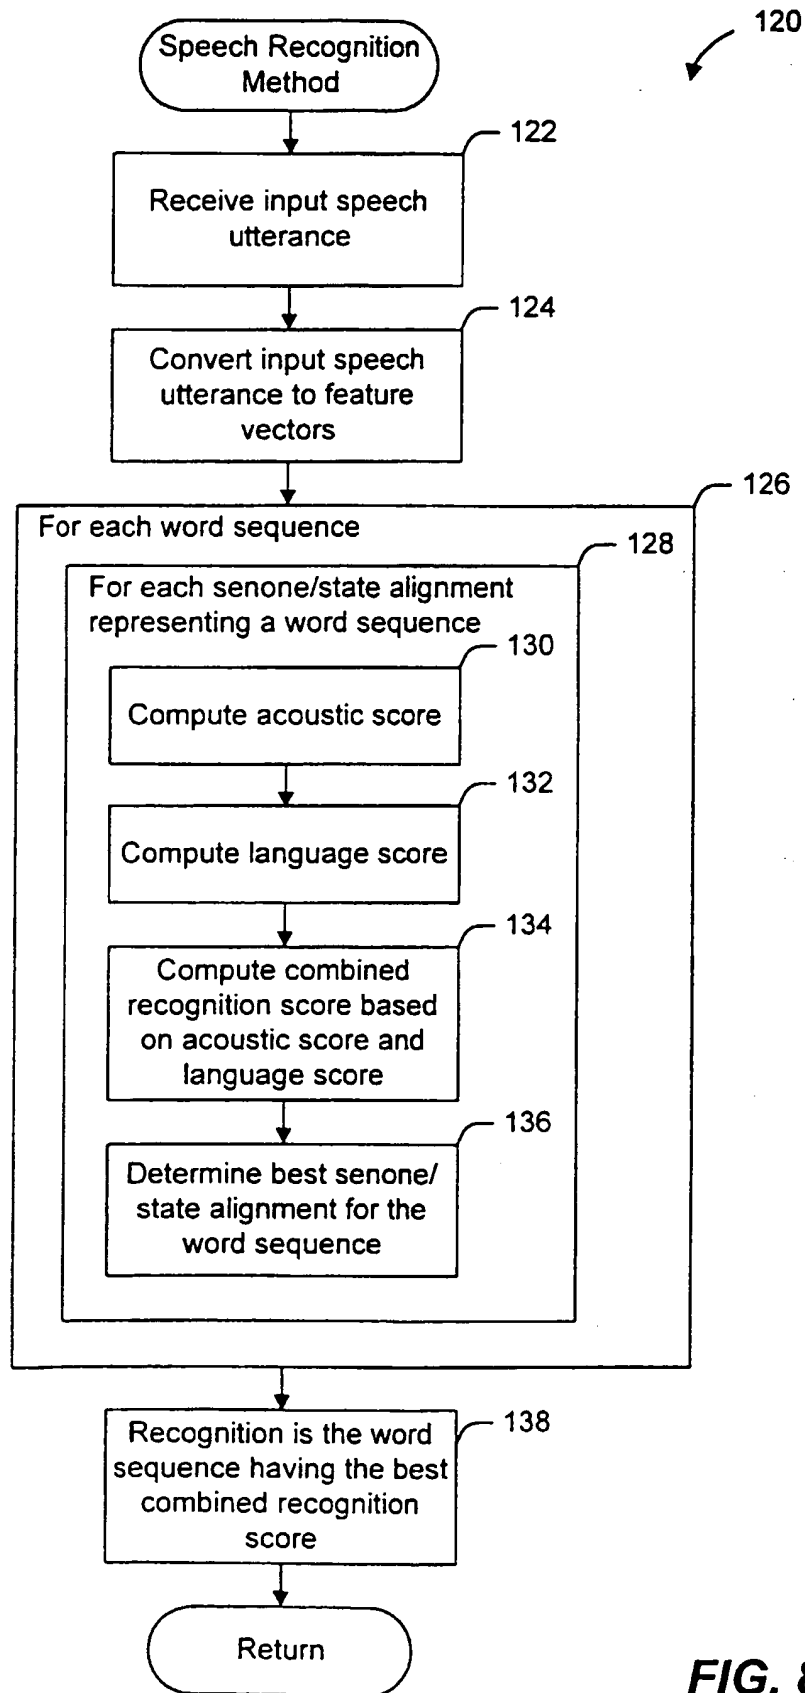 120
Speech Recognition
Method
122
Receive input speech
utterance
124
Convert input speech
utterance to feature
vectors
126
For each word sequence
128
For each senone/state alignment
representing a word sequence
130
Compute acoustic score
132
Compute language score
134
Compute combined
recognition score based
on acoustic score and
language score
136
Determine best senone/
state alignment for the
word sequence
138
Recognition is the word
sequence having the best
combined recognition
score
Return
FIG. 8